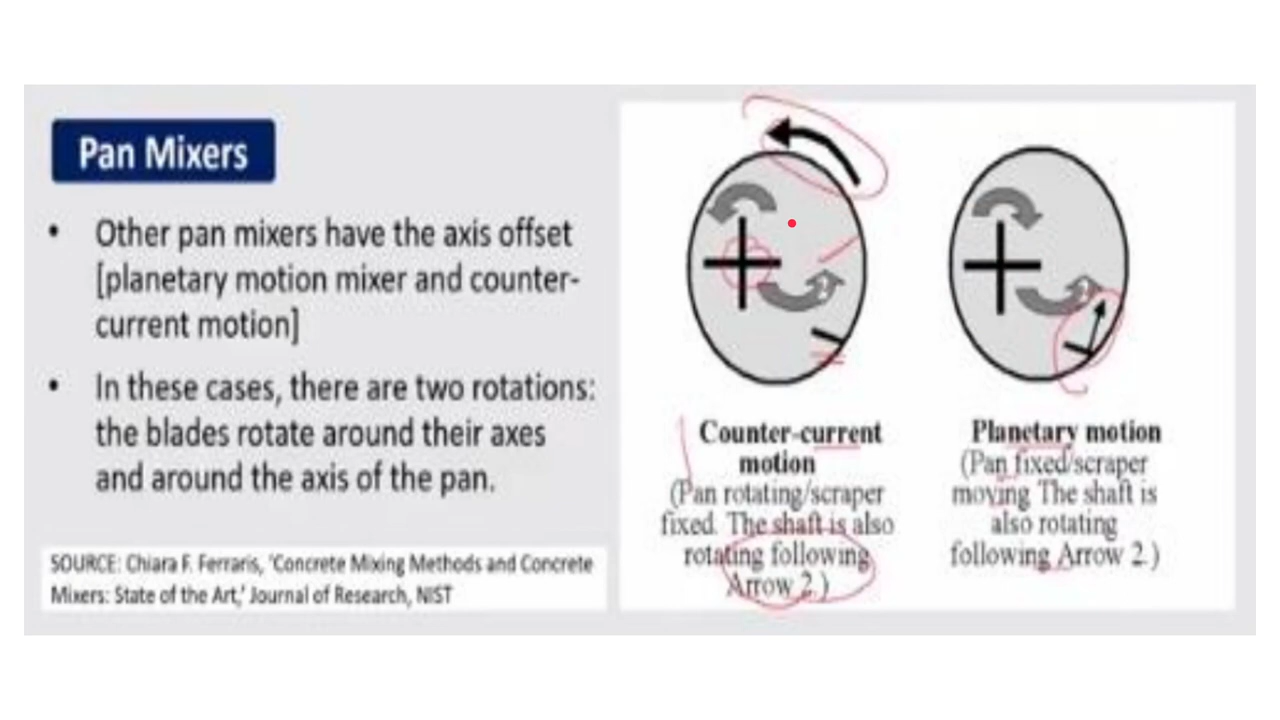 Pan Mixers
• Other pan mixers have the axis offset
[planetary motion mixer and counter-
current motion]
• In these cases, there are two rotations:
the blades rotate around their axes
and around the axis of the pan.
SOURCE: Chiara F. Ferraris, 'Concrete Mixing Methods and Concrete
Mixers: State of the Art,' Journal of Research, NIST
2
Counter-current
motion
(Pan rotating/scraper
fixed. The shaft is also
rotating following
Arrow 2.)
2
Planetary motion
(Pan fixed/scraper
moving The shaft is
also rotating
following Arrow 2.)